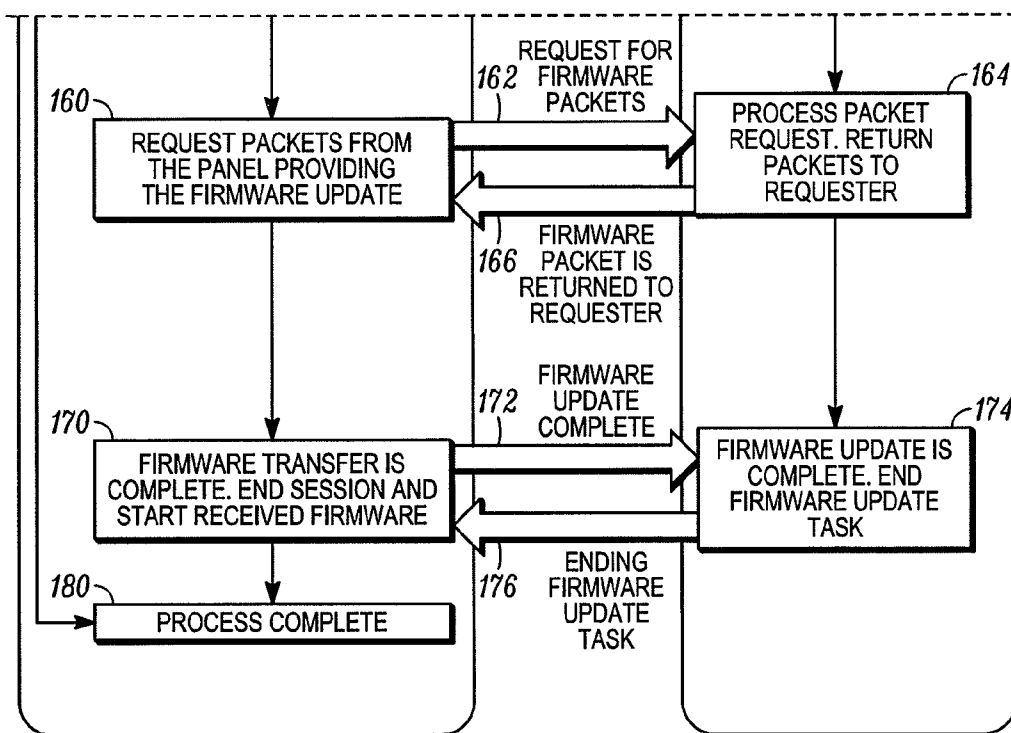 160
REQUEST PACKETS FROM
THE PANEL PROVIDING
THE FIRMWARE UPDATE
162
REQUEST FOR
FIRMWARE
PACKETS
164
PROCESS PACKET
REQUEST. RETURN
PACKETS TO
REQUESTER
166
FIRMWARE
PACKET IS
RETURNED TO
REQUESTER
170
FIRMWARE TRANSFER IS
COMPLETE. END SESSION AND
START RECEIVED FIRMWARE
172
FIRMWARE
UPDATE
COMPLETE
174
FIRMWARE UPDATE IS
COMPLETE. END
FIRMWARE UPDATE
TASK
176
ENDING
FIRMWARE
UPDATE
TASK
180
PROCESS COMPLETE